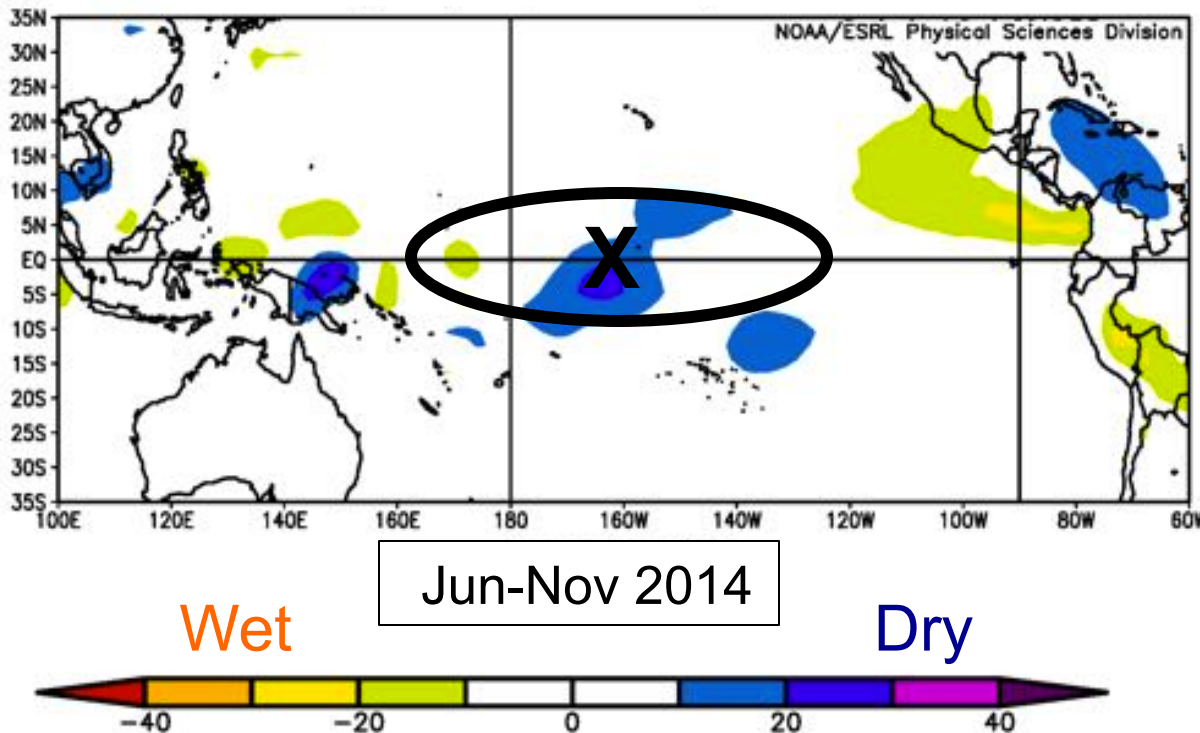 35N
NOAA/ESRL Physical Sciences Division
30N
25N
20N
15N
10N
5N
X
EQ
5S
10S
15S
20S
25S
30S
35S
100E 120E 140E 160E 180 160W 140W 120W 100W 80W 60W
Jun-Nov 2014
Wet Dry
-40 -20 0 20 40